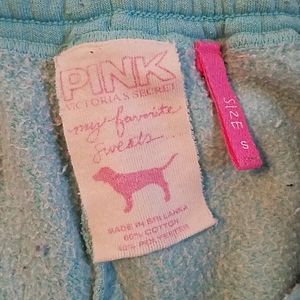 PINK
VICTORIA'S SECRET
my favorite
sweats...
MADE IN SRI LANKA
60% COTTON
40% POLYESTER
SIZE S